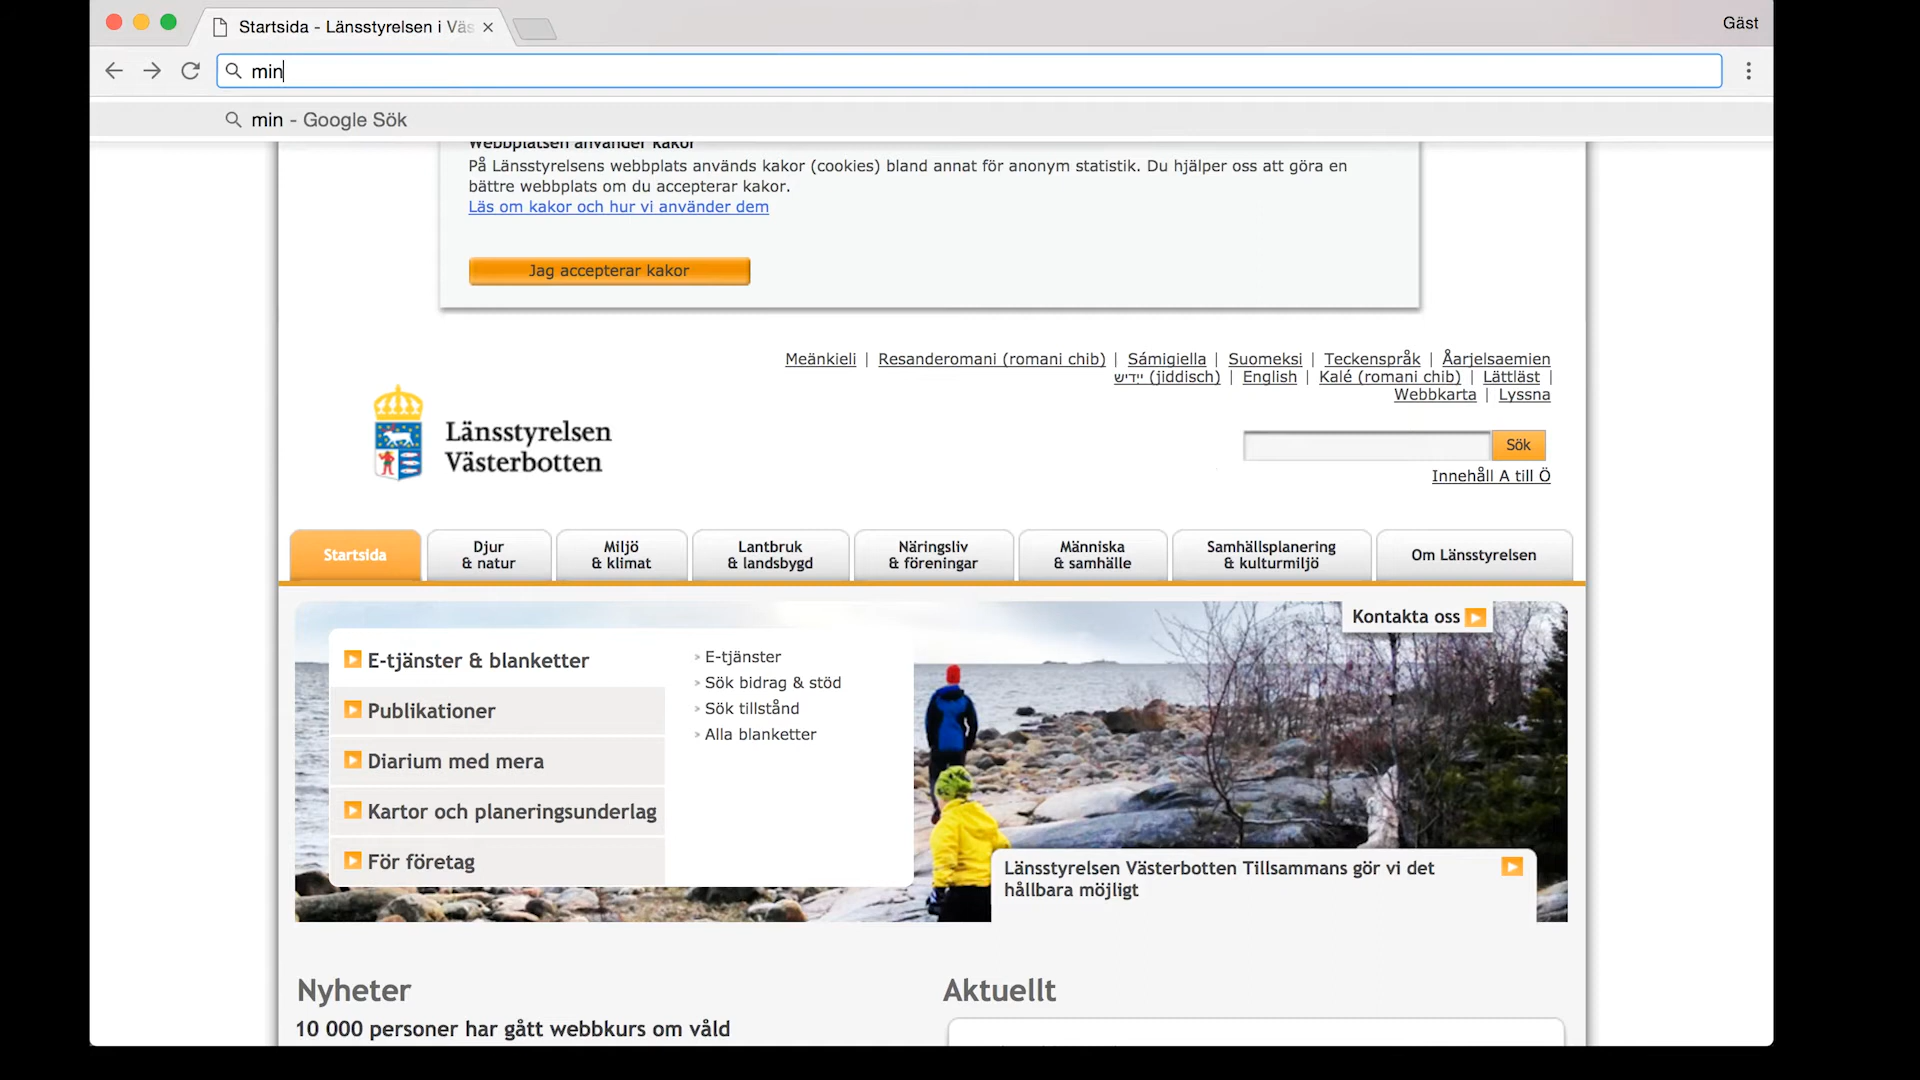 Startsida - Länsstyrelsen i Väs
Gäst
min
min - Google Sök
Webbplatsen använder kakor
På Länsstyrelsens webbplats används kakor (cookies) bland annat för anonym statistik. Du hjälper oss att göra en
bättre webbplats om du accepterar kakor.
Läs om kakor och hur vi använder dem
Jag accepterar kakor
Meänkieli | Resanderomani (romani chib) | Sámigiella | Suomeksi | Teckenspråk | Åarjelsaemien
ייִדיש (jiddisch) | English | Kalé (romani chib) | Lättläst |
Webbkarta | Lyssna
Länsstyrelsen
Västerbotten
Sök
Innehåll A till Ö
Startsida
Djur
& natur
Miljö
& klimat
Lantbruk
& landsbygd
Näringsliv
& föreningar
Människa
& samhälle
Samhällsplanering
& kulturmiljö
Om Länsstyrelsen
Kontakta oss
E-tjänster & blanketter
Publikationer
Diarium med mera
Kartor och planeringsunderlag
För företag
> E-tjänster
> Sök bidrag & stöd
> Sök tillstånd
> Alla blanketter
Länsstyrelsen Västerbotten Tillsammans gör vi det
hållbara möjligt
Nyheter
10 000 personer har gått webbkurs om våld
Aktuellt